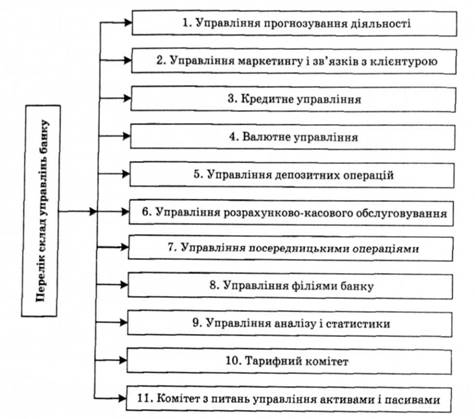 Перелік склад управлінь банку
1. Управління прогнозування діяльності
2. Управління маркетингу і зв’язків з клієнтурою
3. Кредитне управління
4. Валютне управління
5. Управління депозитних операцій
6. Управління розрахунково-касового обслуговування
7. Управління посередницькими операціями
8. Управління філіями банку
9. Управління аналізу і статистики
10. Тарифний комітет
11. Комітет з питань управління активами і пасивами